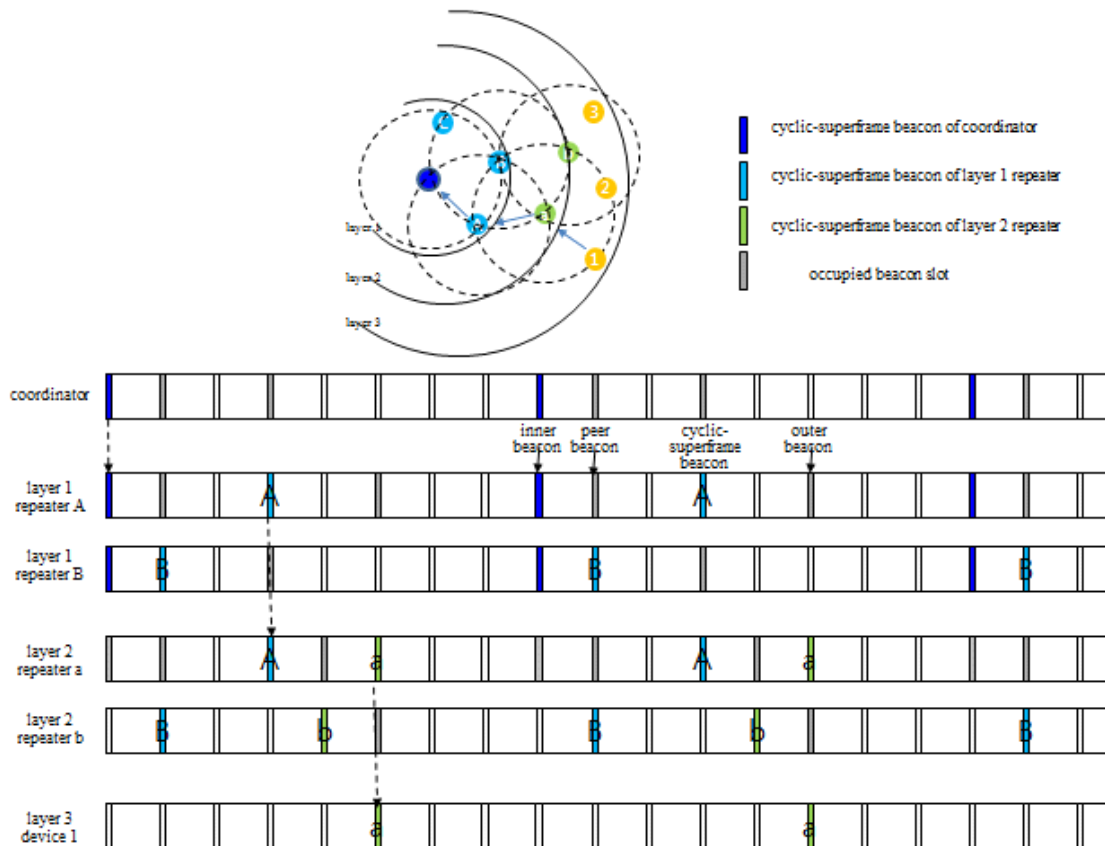 3
2
1
layer
layer 2
layer 3
cyclic-superframe beacon of coordinator
cyclic-superframe beacon of layer 1 repeater
cyclic-superframe beacon of layer 2 repeater
occupied beacon slot
coordinator
inner
beacon
peer
beacon
cyclic-
superframe
beacon
outer
beacon
layer 1
repeater A
A
A
layer 1
repeater B
B
B
B
layer 2
repeater a
A
a
A
a
layer 2
repeater b
B
b
B
b
B
layer 3
device 1
a
a